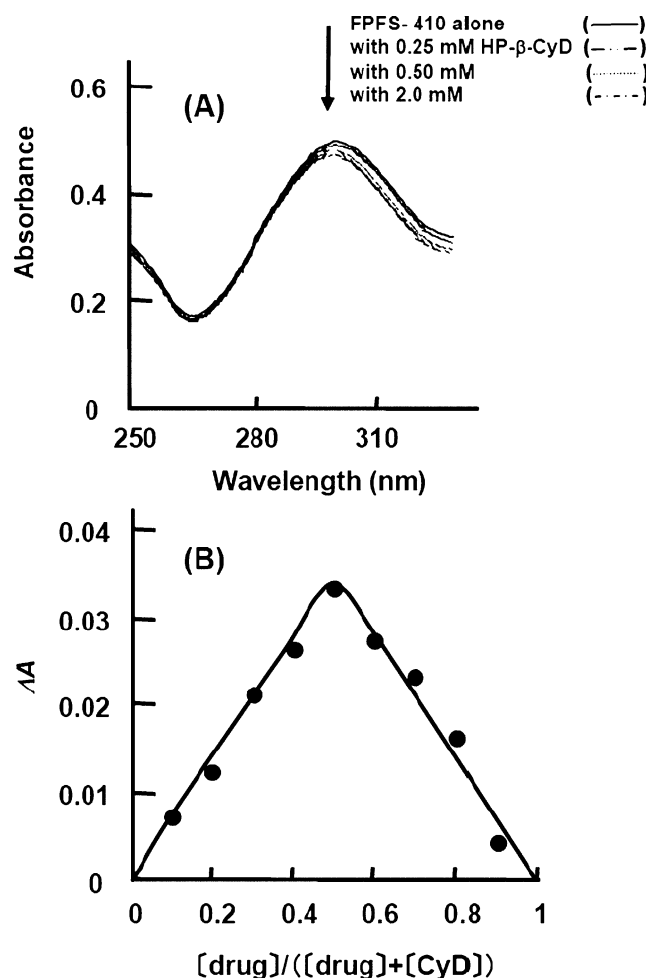 FPFS- 410 alone (——)
with 0.25 mM HP-β-CyD (—··—)
with 0.50 mM (········)
with 2.0 mM (-·-·-)
(A)
0.6
0.4
0.2
0
Absorbance
250 280 310
Wavelength (nm)
(B)
0.04
0.03
0.02
0.01
0
ΛA
0 0.2 0.4 0.6 0.8 1
[drug]/([drug]+[CyD])